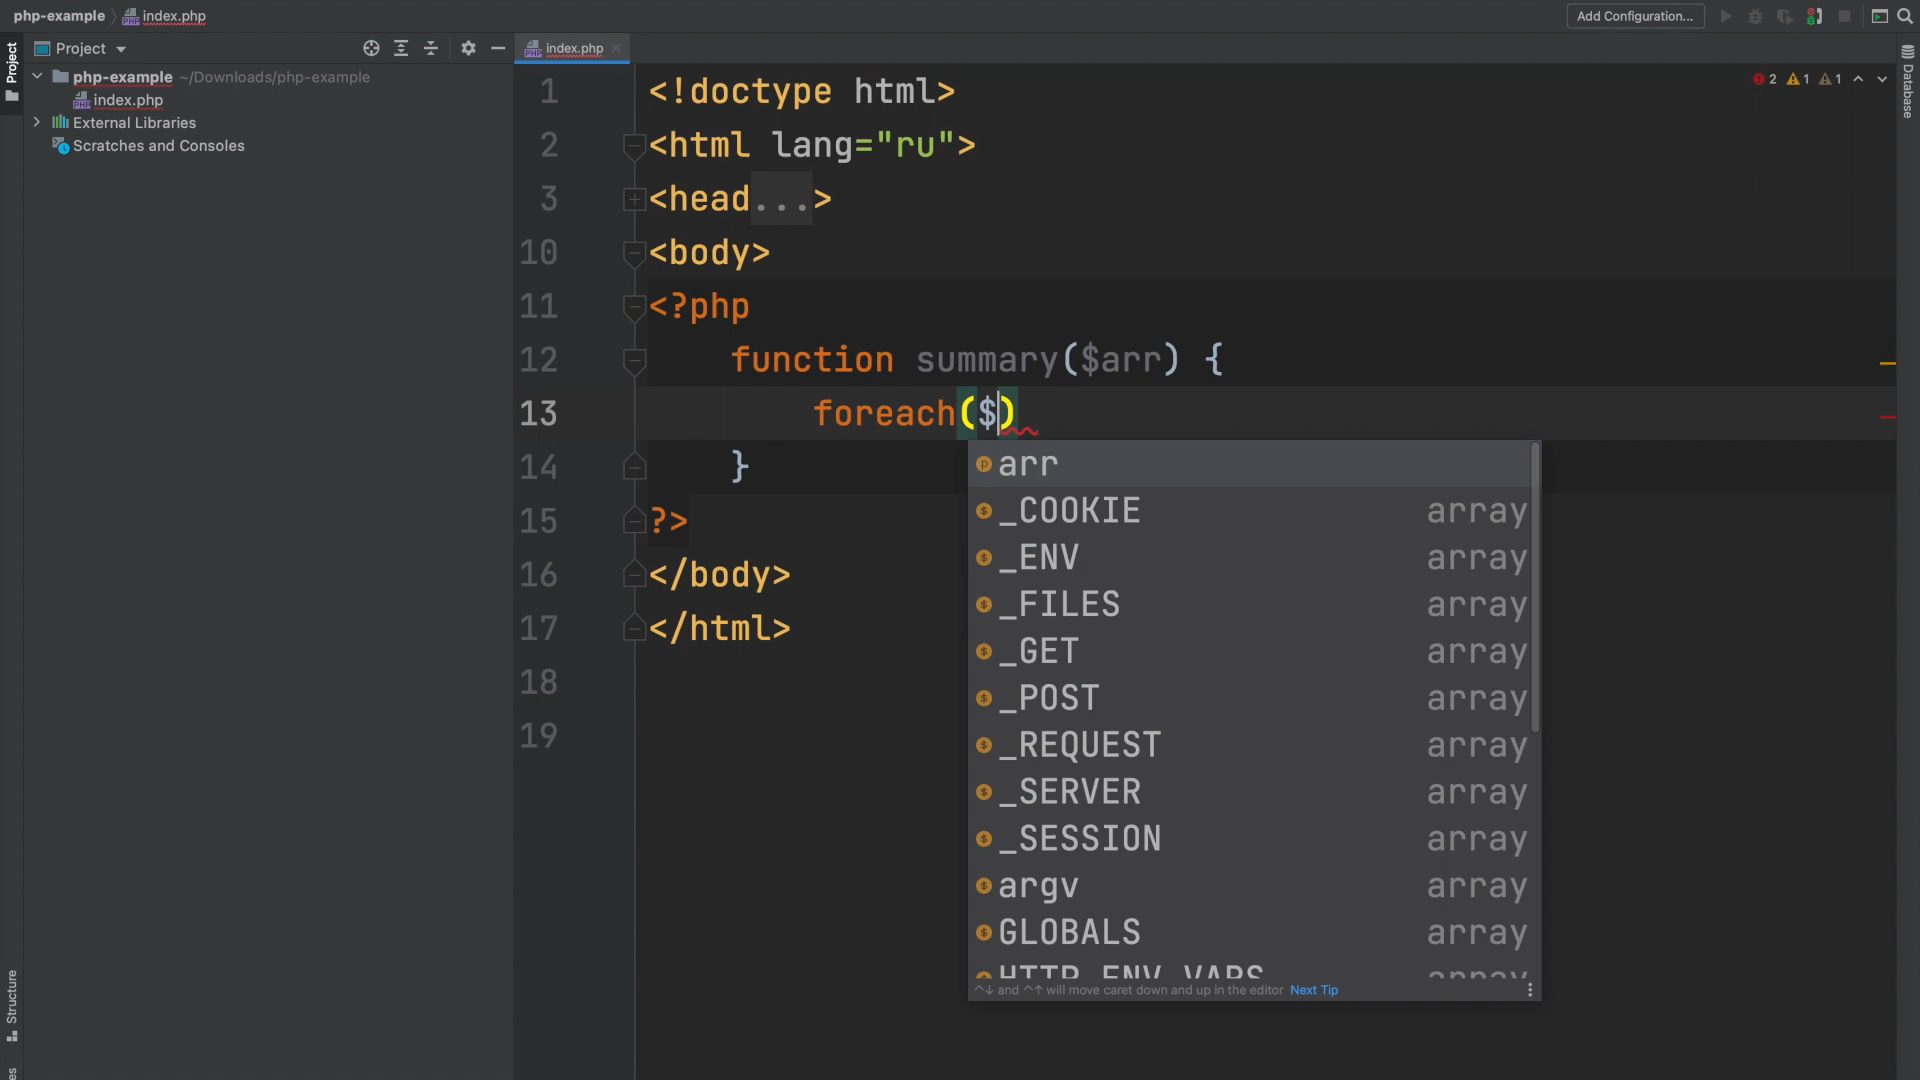 php-example index.php
Add Configuration...
Project
Project
index.php
Database
php-example ~/Downloads/php-example
index.php
External Libraries
Scratches and Consoles
2 1 1
1 <!doctype html>
2 <html lang="ru">
3 <head...>
10 <body>
11 <?php
12 function summary($arr) {
13 foreach($)
14 }
15 ?>
16 </body>
17 </html>
18
19
arr
_COOKIE array
_ENV array
_FILES array
_GET array
_POST array
_REQUEST array
_SERVER array
_SESSION array
argv array
GLOBALS array
HTTP_ENV_VARS array
^↓ and ^↑ will move caret down and up in the editor Next Tip
Structure